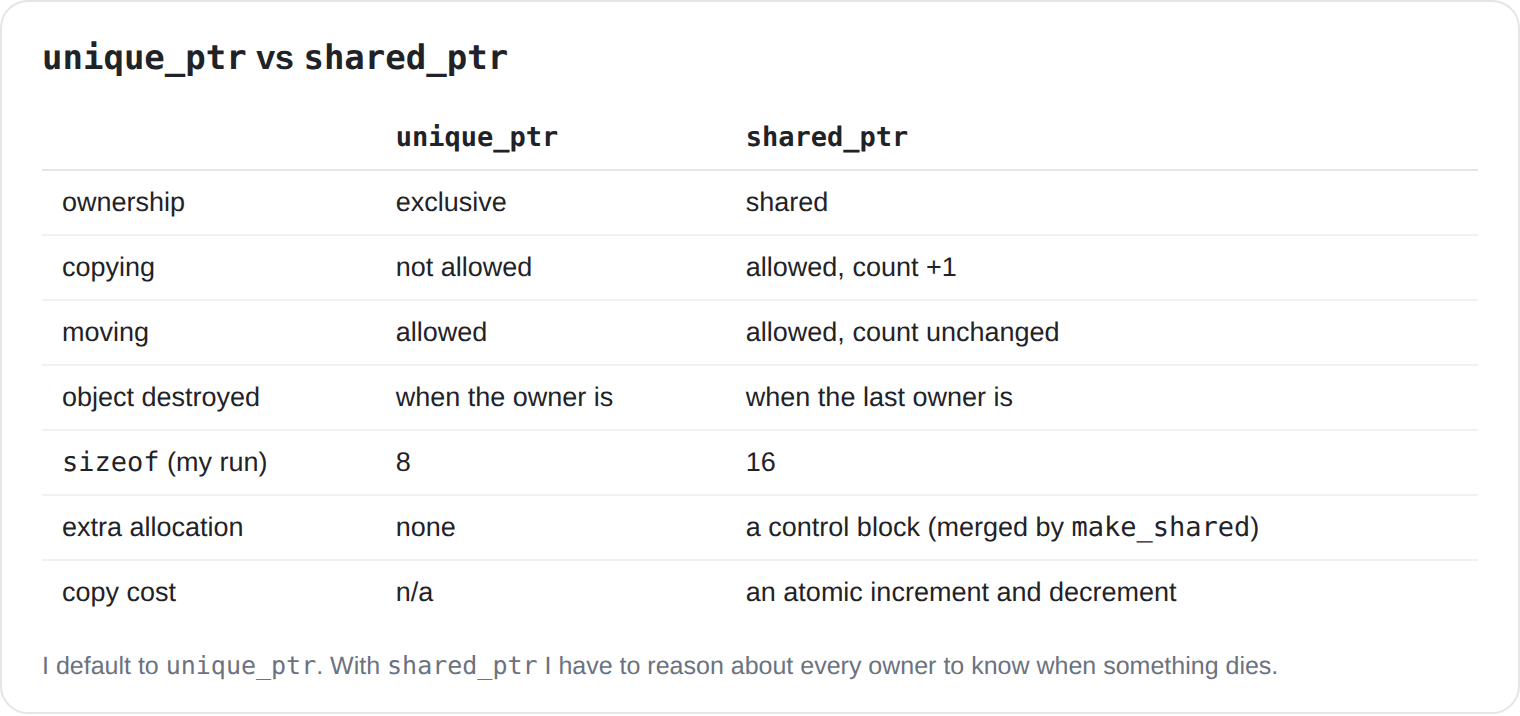 unique_ptr vs shared_ptr
unique_ptr shared_ptr
ownership exclusive shared
copying not allowed allowed, count +1
moving allowed allowed, count unchanged
object destroyed when the owner is when the last owner is
sizeof (my run) 8 16
extra allocation none a control block (merged by make_shared)
copy cost n/a an atomic increment and decrement
I default to unique_ptr. With shared_ptr I have to reason about every owner to know when something dies.